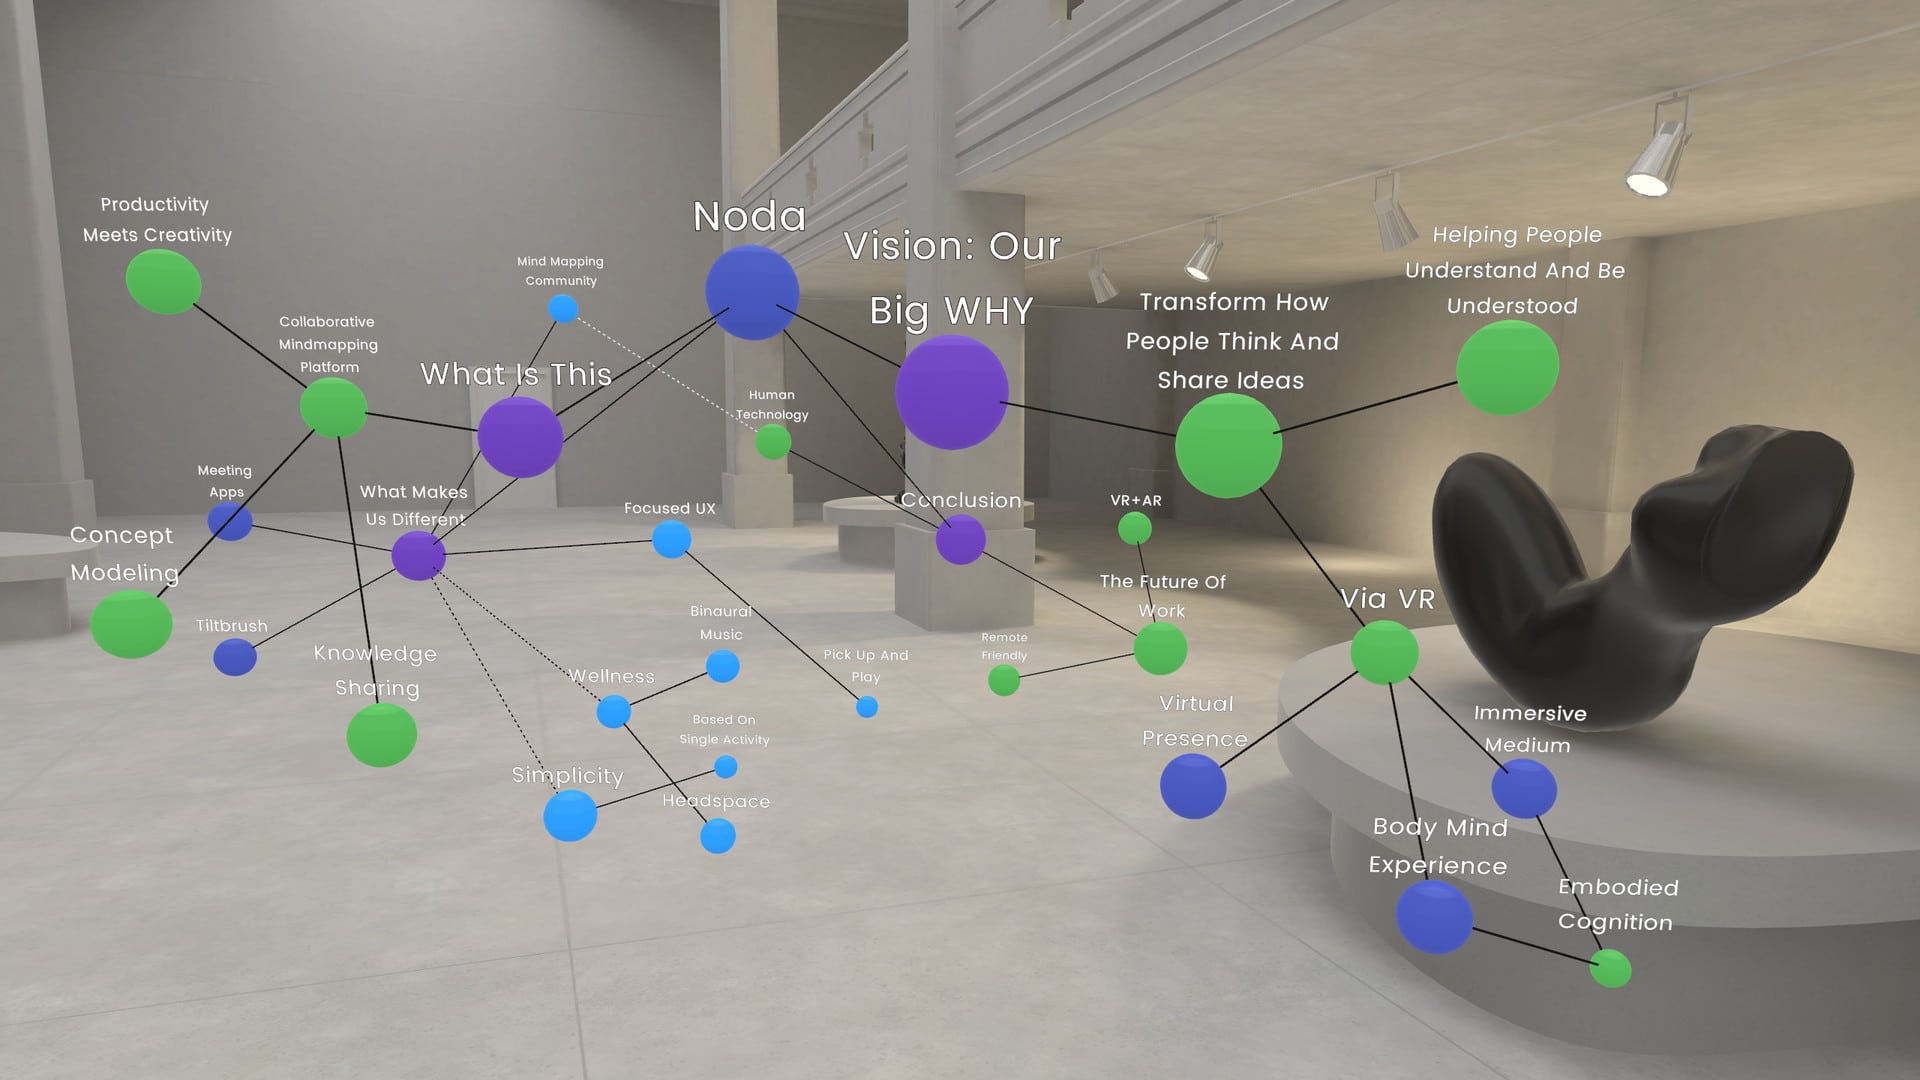 Productivity
Meets Creativity
Noda
Vision: Our
Big WHY
Helping People
Understand And Be
Understood
Mind Mapping
Community
Transform How
People Think And
Share Ideas
Collaborative
Mindmapping
Platform
What Is This
Human
Technology
Meeting
Apps
What Makes
Us Different
Focused UX
Conclusion
VR+AR
Concept
Modeling
The Future Of
Work
Via VR
Tiltbrush
Binaural
Music
Knowledge
Sharing
Remote
Friendly
Pick Up And
Play
Wellness
Virtual
Presence
Immersive
Medium
Based On
Single Activity
Simplicity
Headspace
Body Mind
Experience
Embodied
Cognition